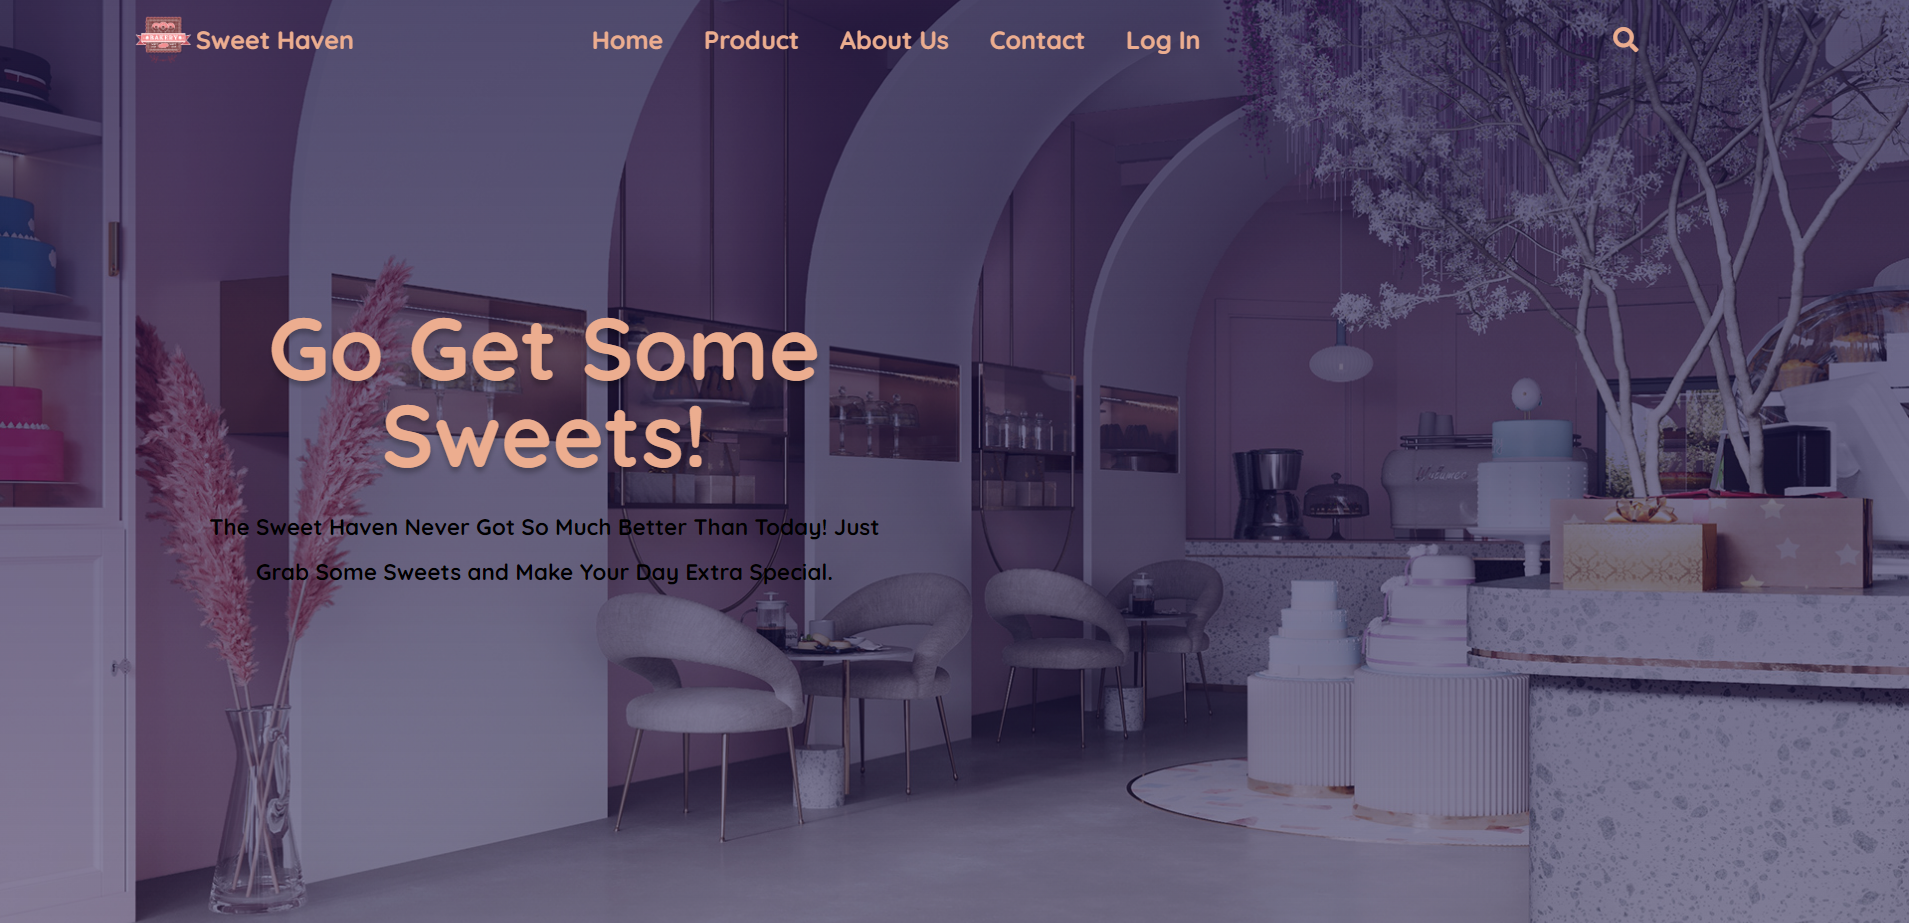 BAKERY
Sweet Haven
Home
Product
About Us
Contact
Log In
Go Get Some
Sweets!
The Sweet Haven Never Got So Much Better Than Today! Just
Grab Some Sweets and Make Your Day Extra Special.